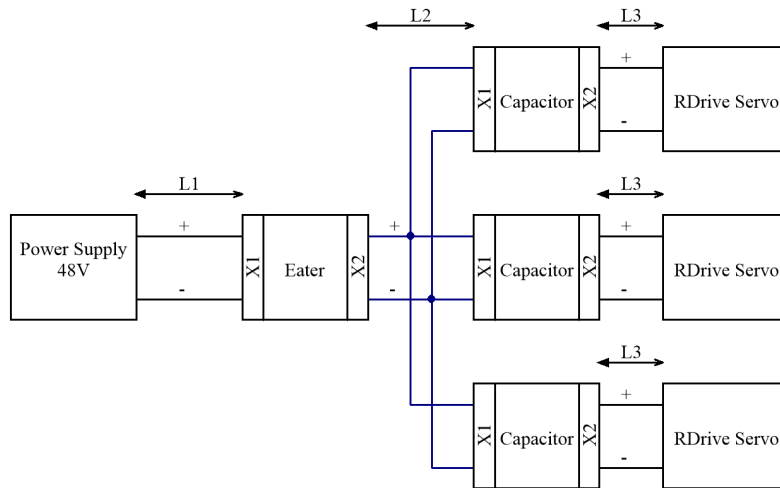 L2
L3
+
X1
Capacitor
X2
RDrive Servo
-
L1
L3
+
+
+
Power Supply
48V
X1
Eater
X2
X1
Capacitor
X2
RDrive Servo
-
-
-
L3
+
X1
Capacitor
X2
RDrive Servo
-